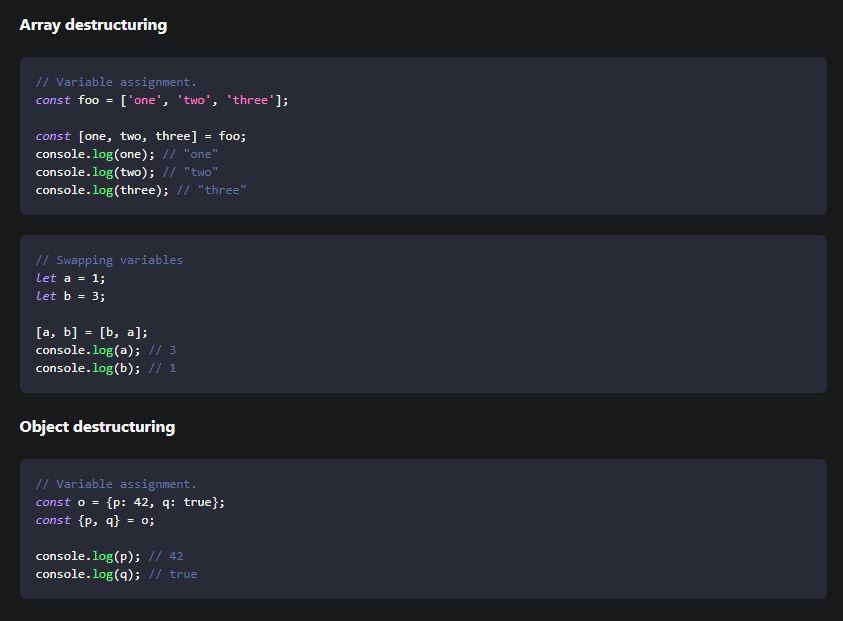 Array destructuring
// Variable assignment.
const foo = ['one', 'two', 'three'];
const [one, two, three] = foo;
console.log(one); // "one"
console.log(two); // "two"
console.log(three); // "three"
// Swapping variables
let a = 1;
let b = 3;
[a, b] = [b, a];
console.log(a); // 3
console.log(b); // 1
Object destructuring
// Variable assignment.
const o = {p: 42, q: true};
const {p, q} = o;
console.log(p); // 42
console.log(q); // true